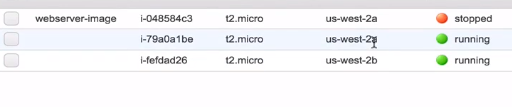 webserver-image i-048584c3 t2.micro us-west-2a stopped
i-79a0a1be t2.micro us-west-2a running
i-fefdad26 t2.micro us-west-2b running